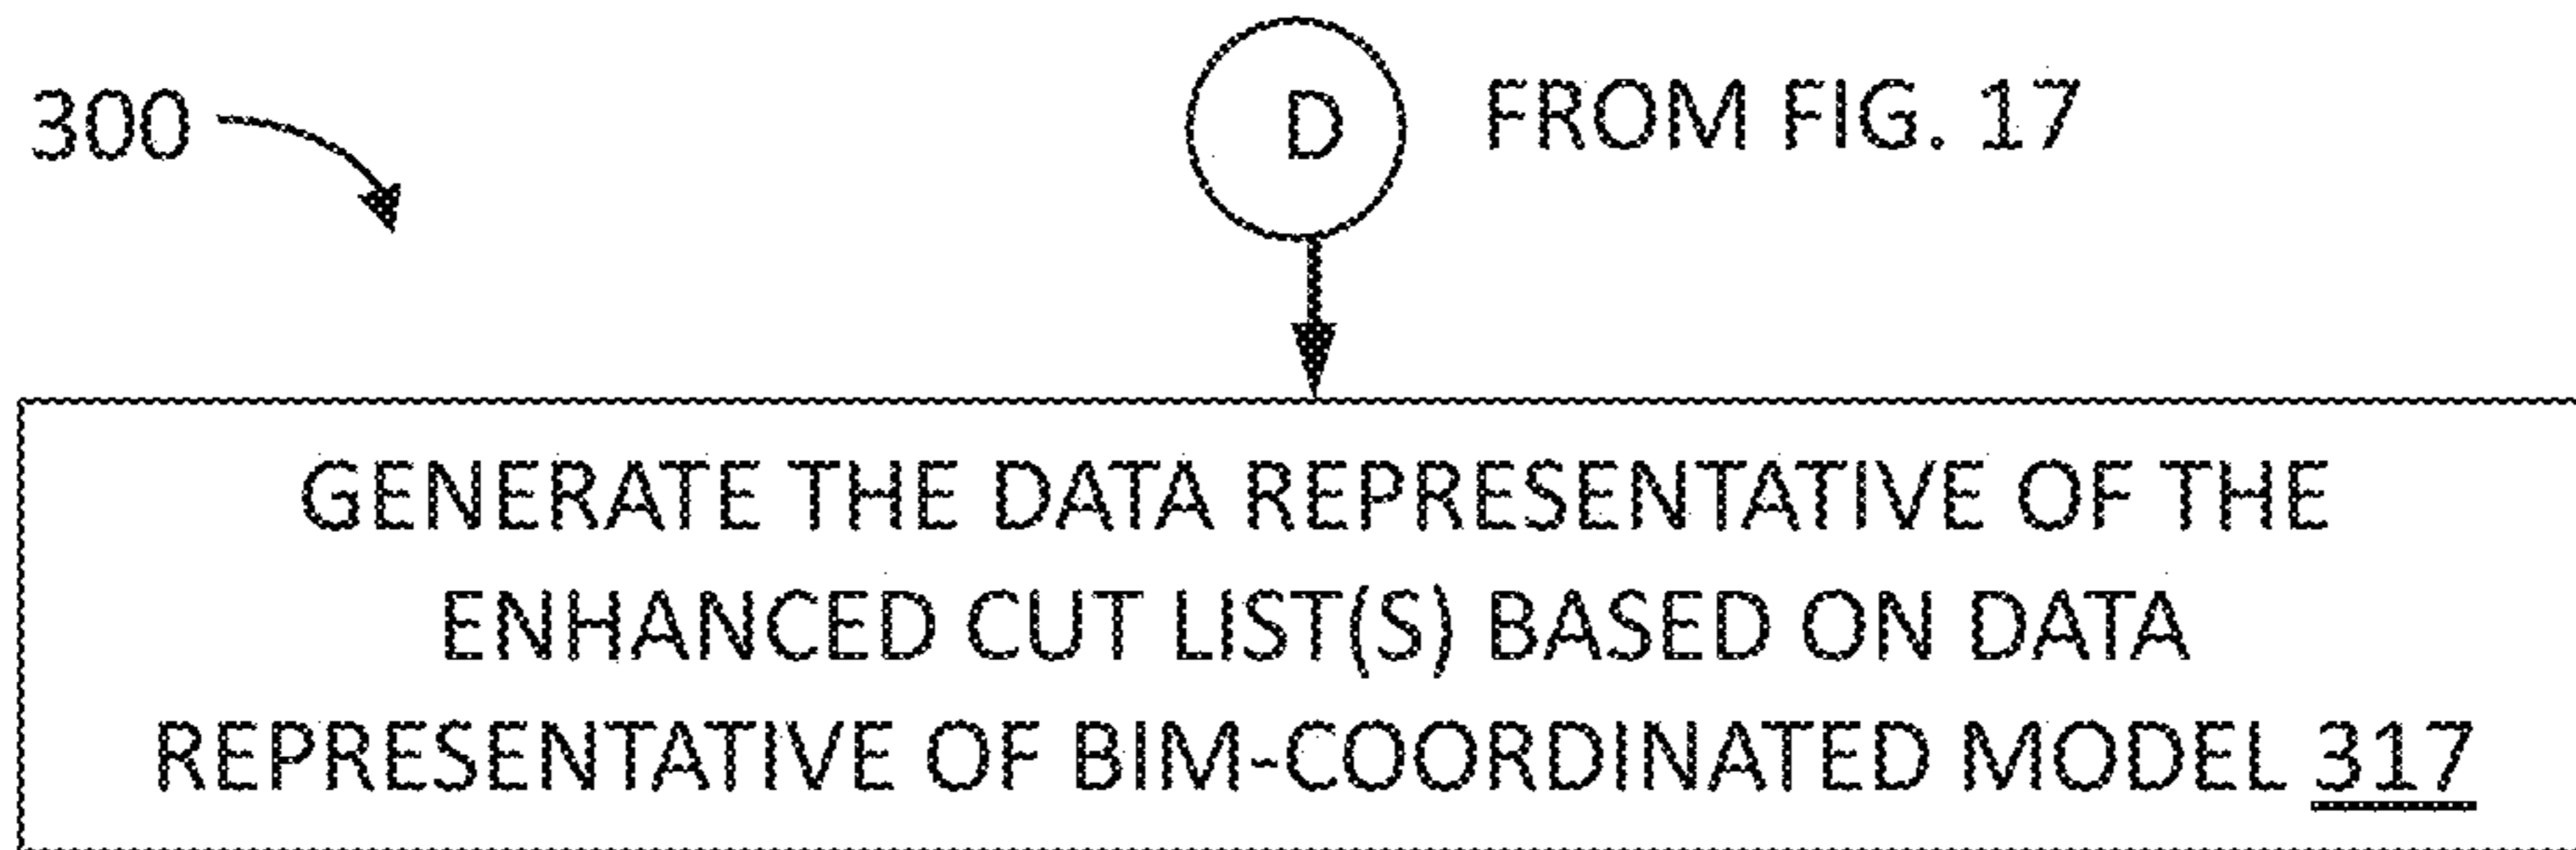 300
D FROM FIG. 17
GENERATE THE DATA REPRESENTATIVE OF THE
ENHANCED CUT LIST(S) BASED ON DATA
REPRESENTATIVE OF BIM-COORDINATED MODEL 317